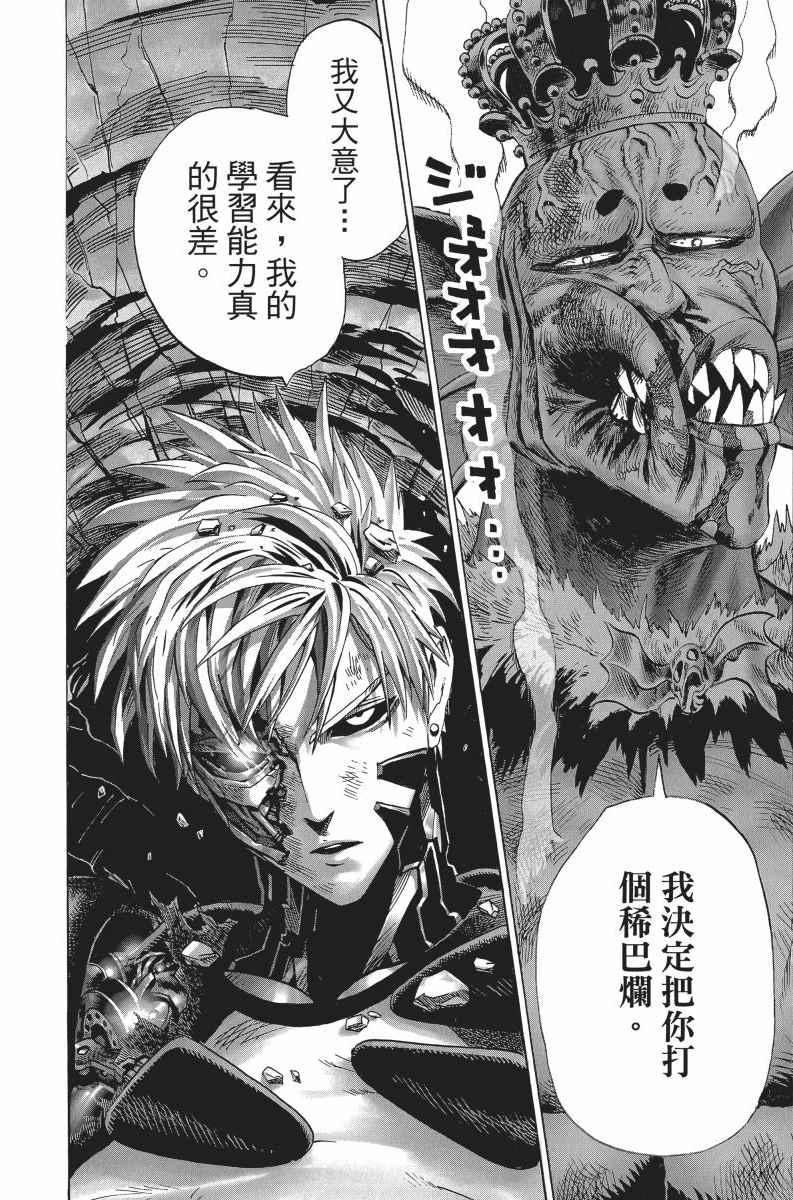 ジュオオオオオオ…
我決定把你打
個稀巴爛。
我又大意了…
看來，我的
學習能力真
的很差。